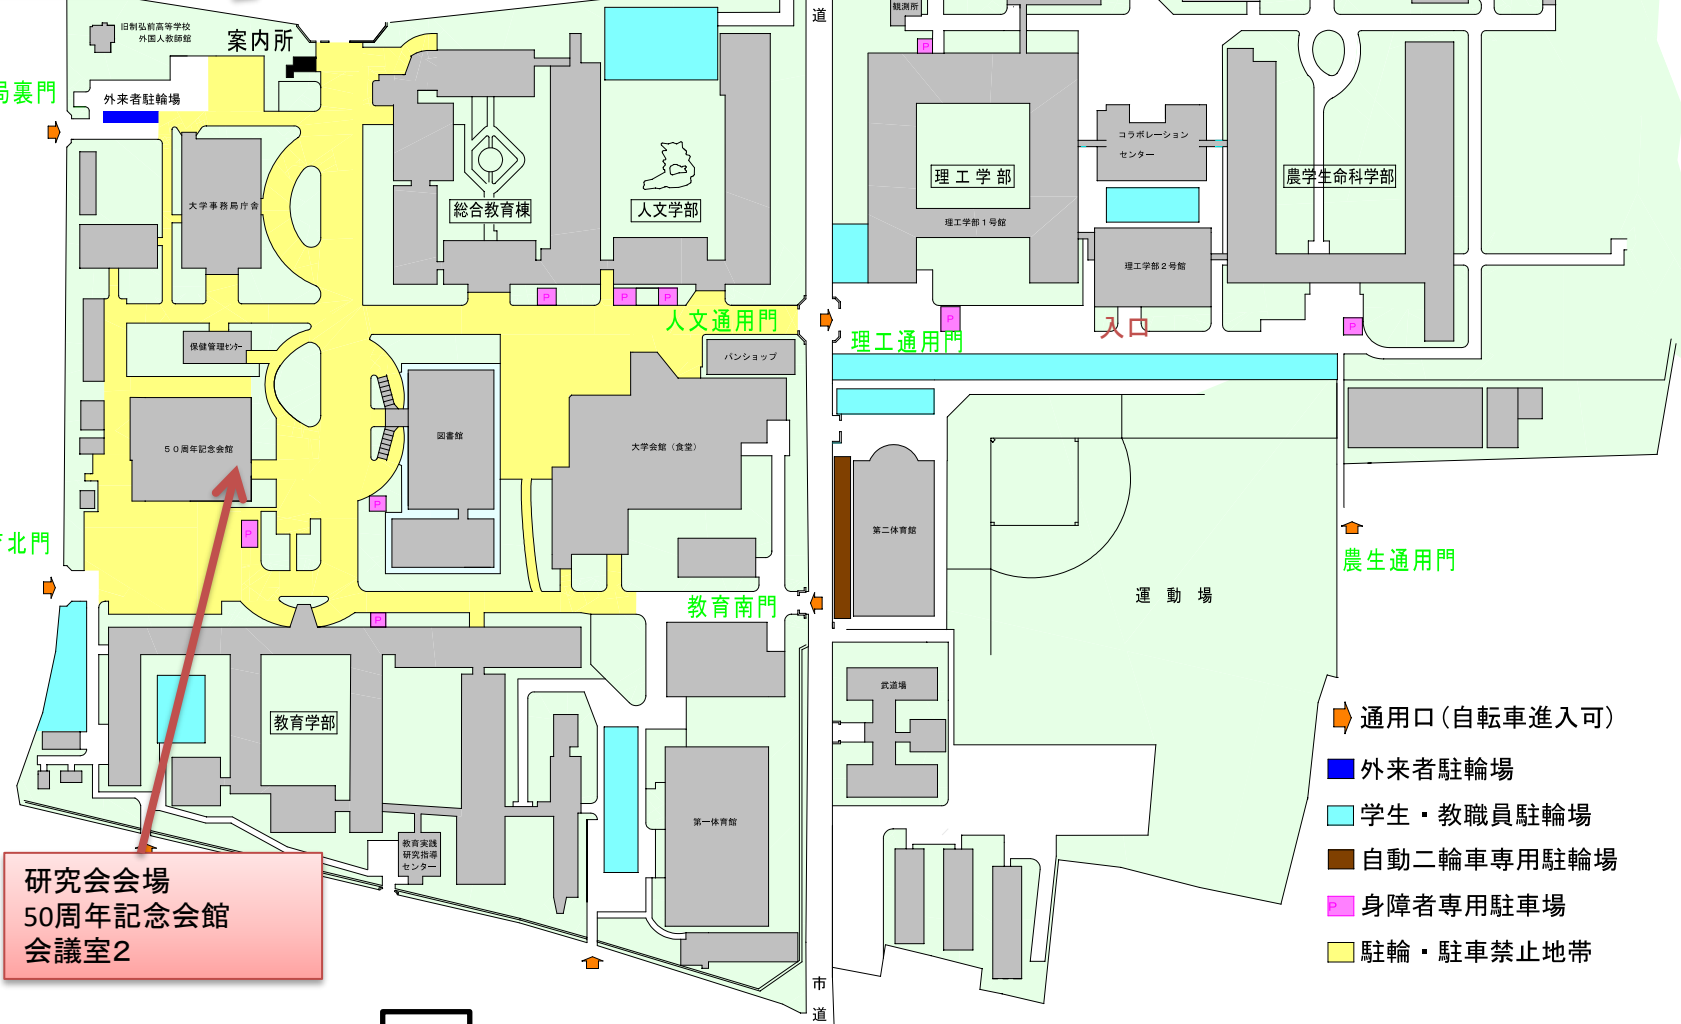 道
観測所
旧制弘前高等学校
外国人教師館
案内所
P
局裏門
外来者駐輪場
コラボレーション
センター
理工学部
農学生命科学部
大学事務局庁舎
総合教育棟
人文学部
理工学部1号館
理工学部2号館
P
P
P
人文通用門
P
入口
P
理工通用門
保健管理センター
パンショップ
図書館
大学会館（食堂）
50周年記念会館
P
P
第二体育館
北門
農生通用門
運動場
教育南門
P
武道場
教育学部
通用口（自転車進入可）
外来者駐輪場
学生・教職員駐輪場
第一体育館
教育実践
研究指導
センター
自動二輪車専用駐輪場
研究会会場
50周年記念会館
会議室2
P
身障者専用駐車場
駐輪・駐車禁止地帯
市
道